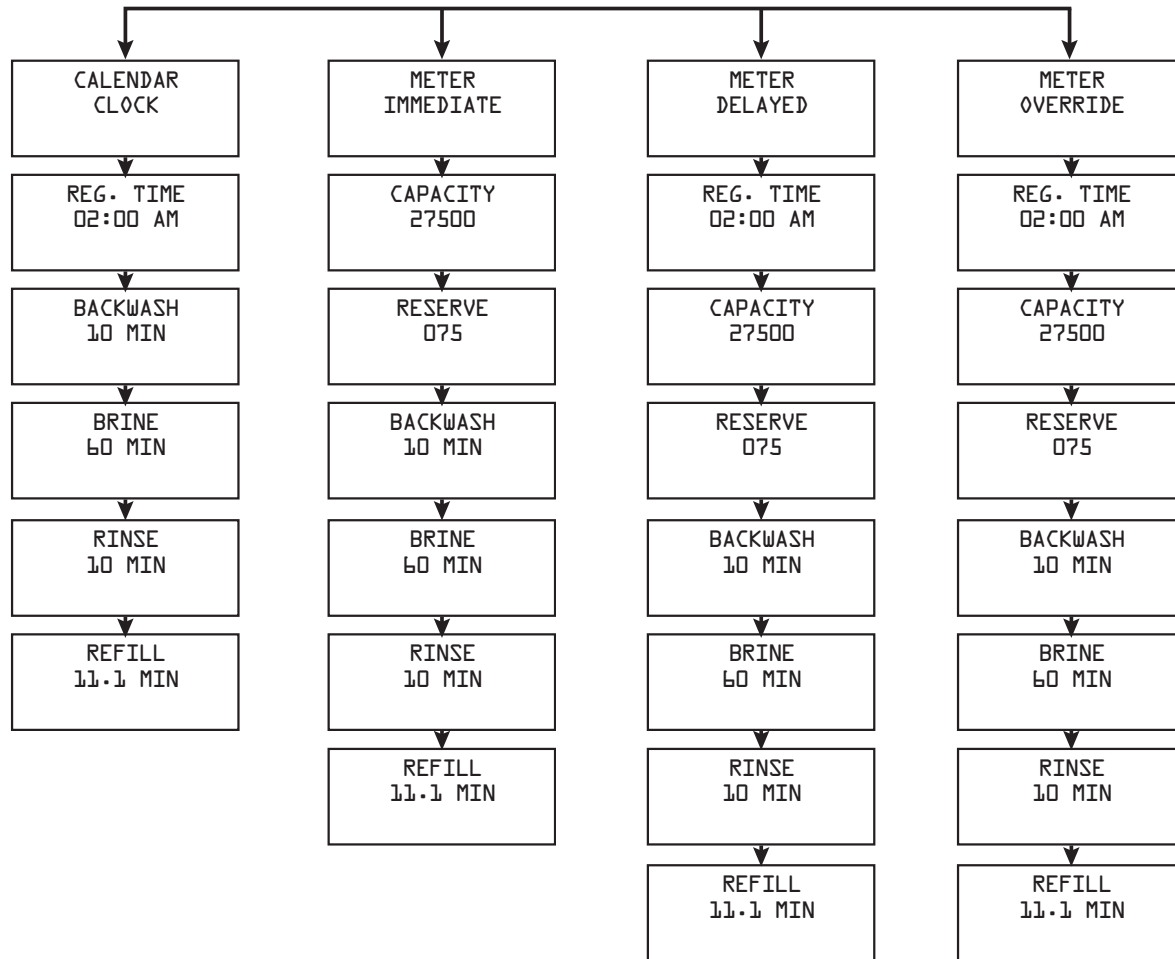 CALENDAR
CLOCK
REG. TIME
02:00 AM
BACKWASH
10 MIN
BRINE
60 MIN
RINSE
10 MIN
REFILL
11.1 MIN
METER
IMMEDIATE
CAPACITY
27500
RESERVE
075
BACKWASH
10 MIN
BRINE
60 MIN
RINSE
10 MIN
REFILL
11.1 MIN
METER
DELAYED
REG. TIME
02:00 AM
CAPACITY
27500
RESERVE
075
BACKWASH
10 MIN
BRINE
60 MIN
RINSE
10 MIN
REFILL
11.1 MIN
METER
OVERRIDE
REG. TIME
02:00 AM
CAPACITY
27500
RESERVE
075
BACKWASH
10 MIN
BRINE
60 MIN
RINSE
10 MIN
REFILL
11.1 MIN